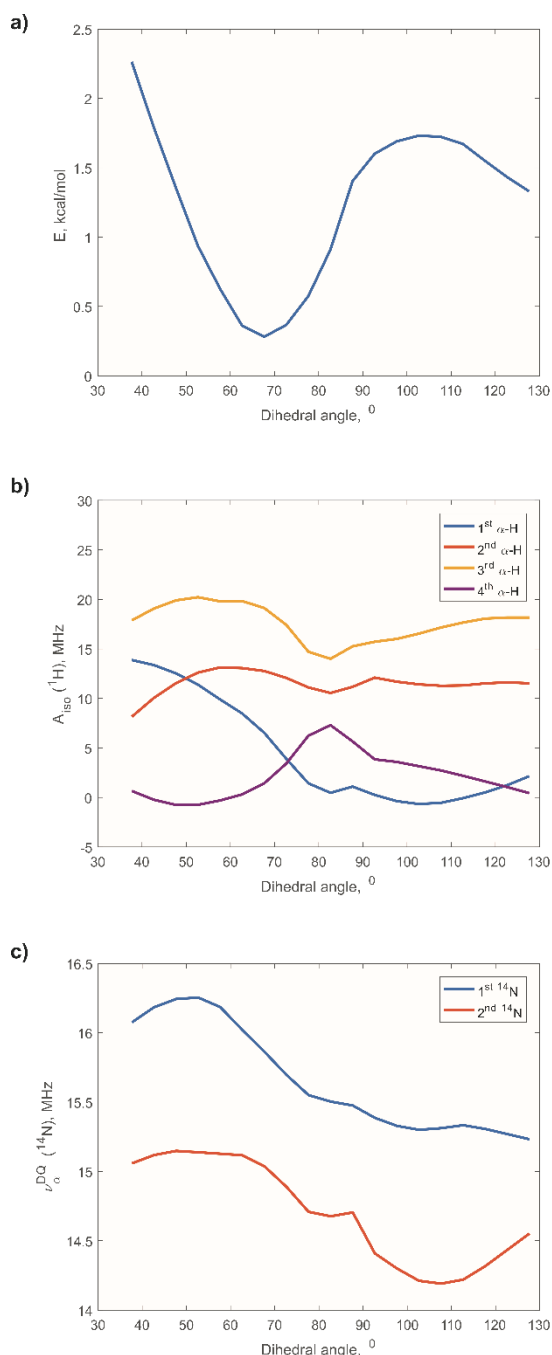 a)
2.5
2
1.5
1
0.5
0
E, kcal/mol
30 40 50 60 70 80 90 100 110 120 130
Dihedral angle, ⁰
b)
30
25
20
15
10
5
0
-5
A_iso (¹H), MHz
1ˢᵗ α-H
2ⁿᵈ α-H
3ʳᵈ α-H
4ᵗʰ α-H
30 40 50 60 70 80 90 100 110 120 130
Dihedral angle, ⁰
c)
16.5
16
15.5
15
14.5
14
ν_α^DQ (¹⁴N), MHz
1ˢᵗ ¹⁴N
2ⁿᵈ ¹⁴N
30 40 50 60 70 80 90 100 110 120 130
Dihedral angle, ⁰